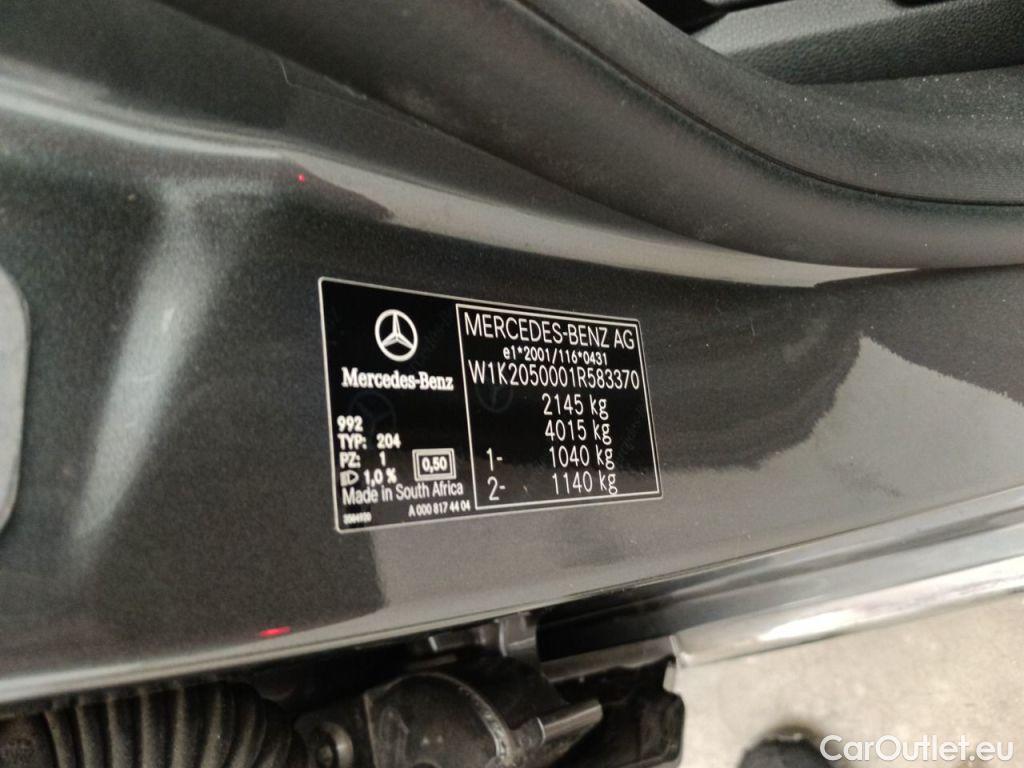 Mercedes-Benz
992
TYP: 204
PZ: 1
1,0 %
0,50
Made in South Africa
A 000 817 44 04
MERCEDES-BENZ AG
e1*2001/116*0431
W1K2050001R583370
2145 kg
4015 kg
1- 1040 kg
2- 1140 kg
CarOutlet.eu